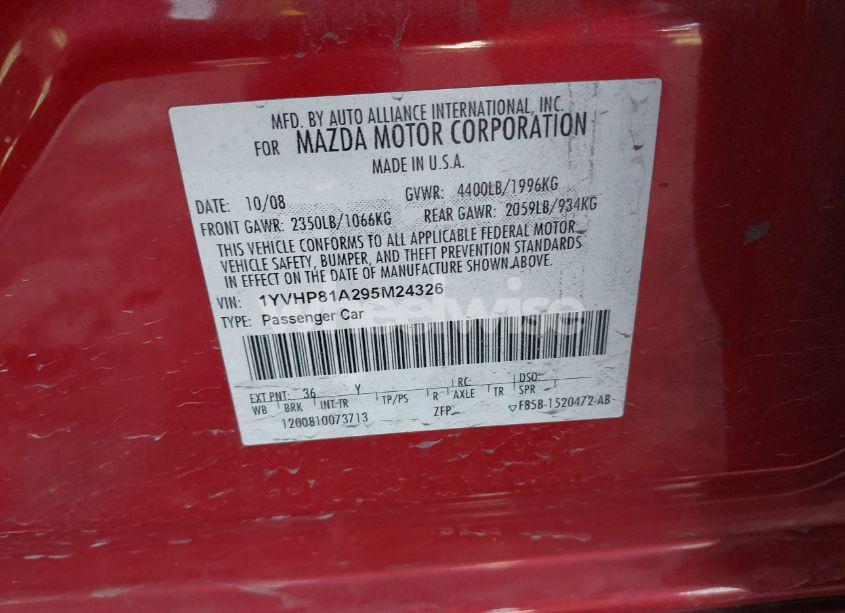 MFD. BY AUTO ALLIANCE INTERNATIONAL, INC.
FOR MAZDA MOTOR CORPORATION
MADE IN U.S.A.
DATE: 10/08 GVWR: 4400LB/1996KG
FRONT GAWR: 2350LB/1066KG REAR GAWR: 2059LB/934KG
THIS VEHICLE CONFORMS TO ALL APPLICABLE FEDERAL MOTOR
VEHICLE SAFETY, BUMPER, AND THEFT PREVENTION STANDARDS
IN EFFECT ON THE DATE OF MANUFACTURE SHOWN ABOVE.
VIN: 1YVHP81A295M24326
TYPE: Passenger Car
wheelwise
EXT PNT: 36 Y RC: DSO:
WB BRK INT-TR TP/PS R AXLE TR SPR
1200810073713 ZFP F85B-1520472-AB